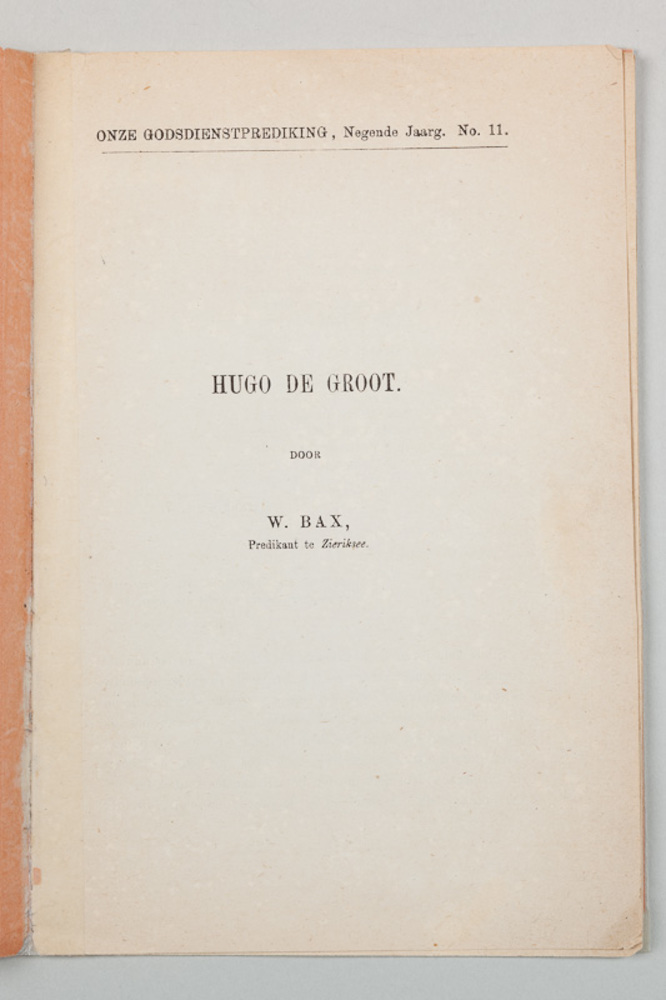 ONZE GODSDIENSTPREDIKING, Negende Jaarg. No. 11.
HUGO DE GROOT.
DOOR
W. BAX,
Predikant te Zieriksee.